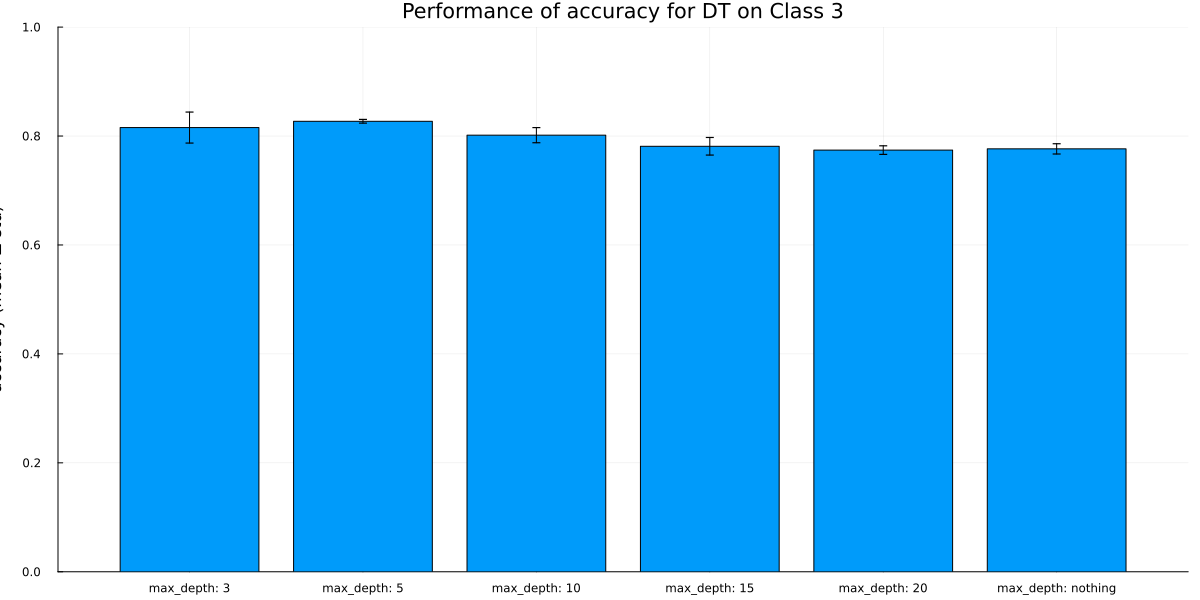 Performance of accuracy for DT on Class 3
1.0
0.8
0.6
0.4
0.2
0.0
max_depth: 3
max_depth: 5
max_depth: 10
max_depth: 15
max_depth: 20
max_depth: nothing